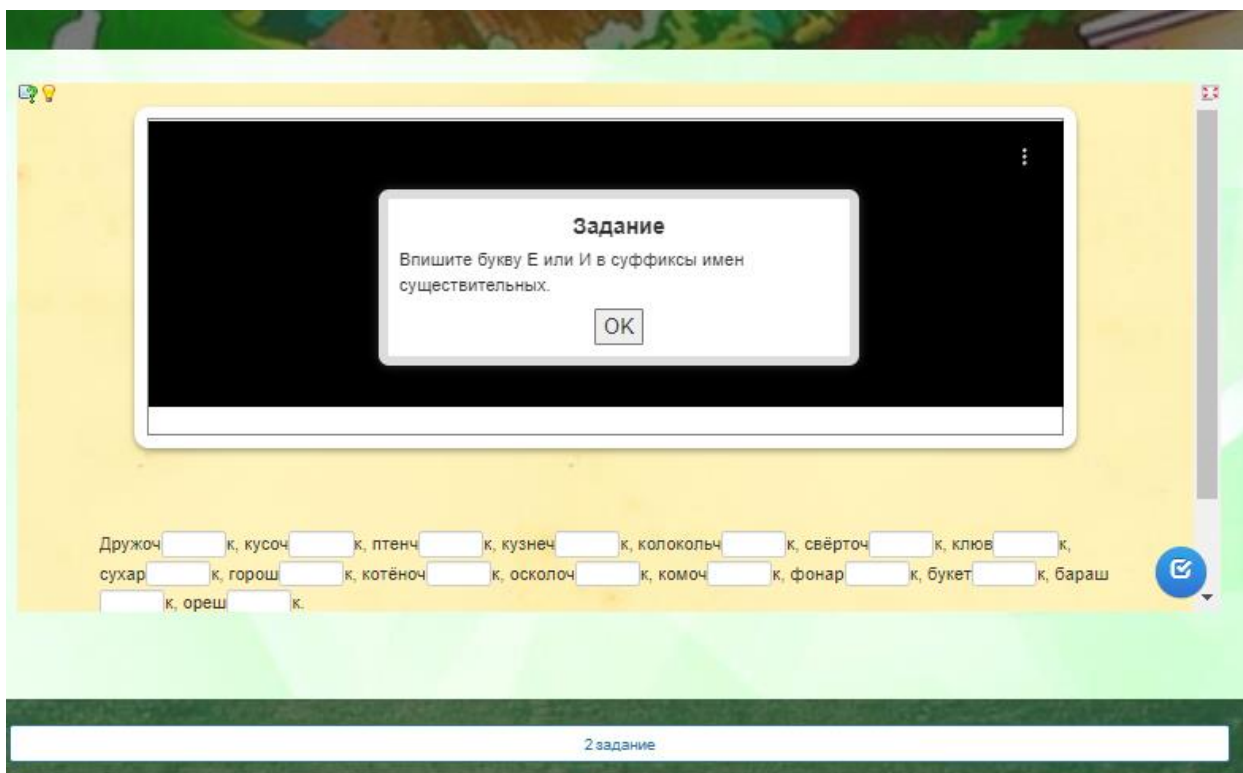 Задание
Впишите букву Е или И в суффиксы имен
существительных.
OK
Дружоч к, кусоч к, птенч к, кузнеч к, колокольч к, свёрточ к, клюв к,
сухар к, горош к, котёноч к, осколоч к, комоч к, фонар к, букет к, бараш
к, ореш к.
2 задание